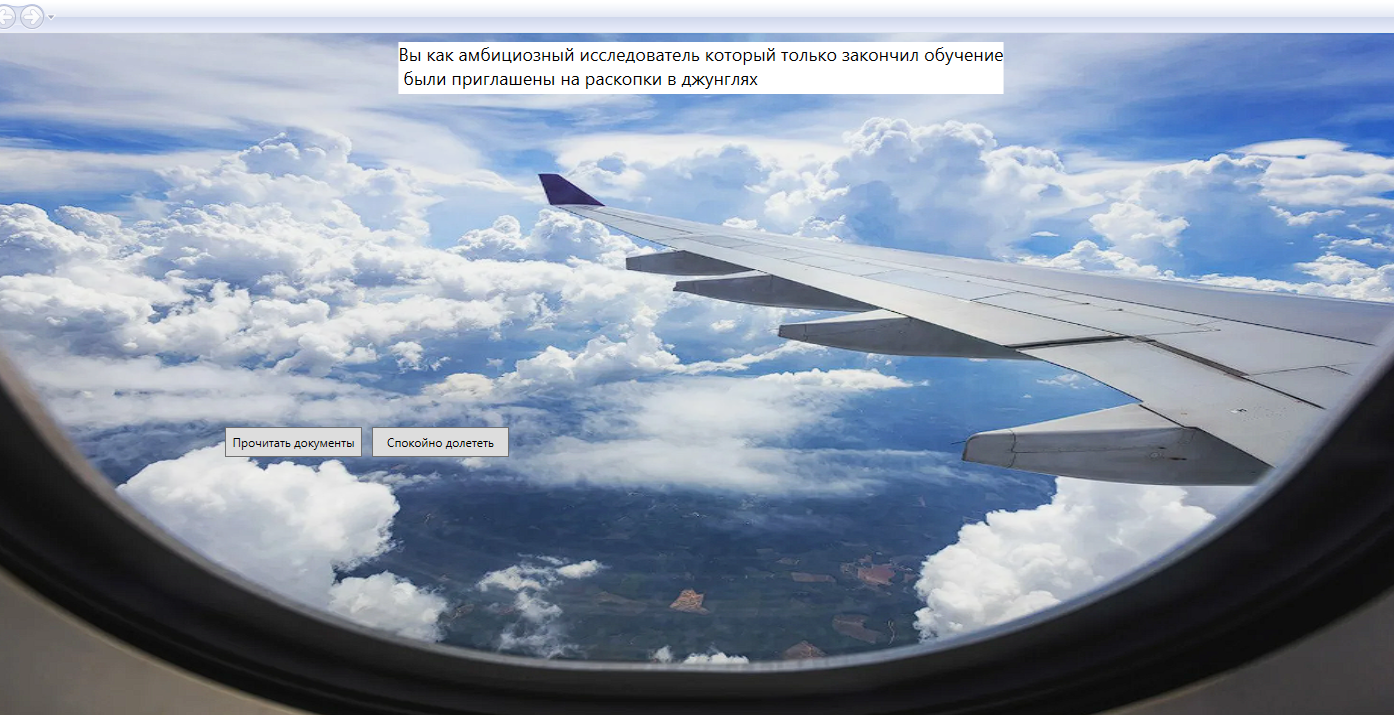 Вы как амбициозный исследователь который только закончил обучение
были приглашены на раскопки в джунглях
Прочитать документы
Спокойно долететь